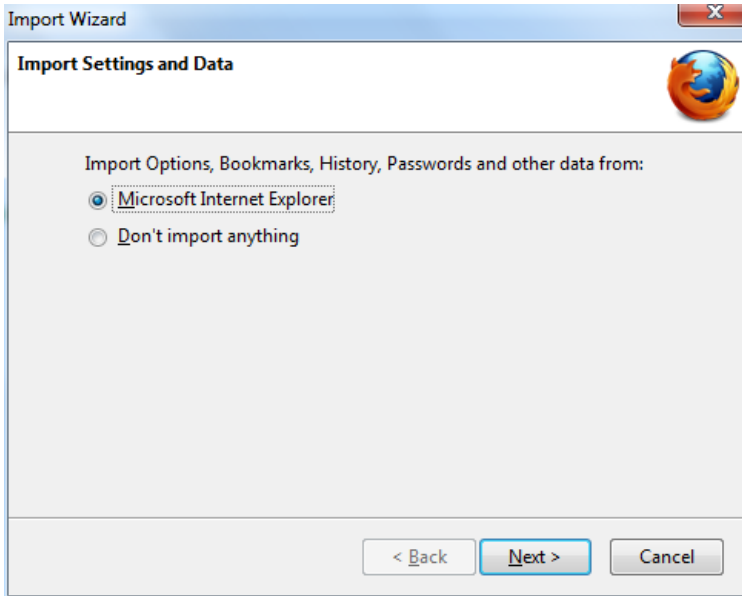 Import Wizard
Import Settings and Data
Import Options, Bookmarks, History, Passwords and other data from:
Microsoft Internet Explorer
Don't import anything
< Back Next > Cancel